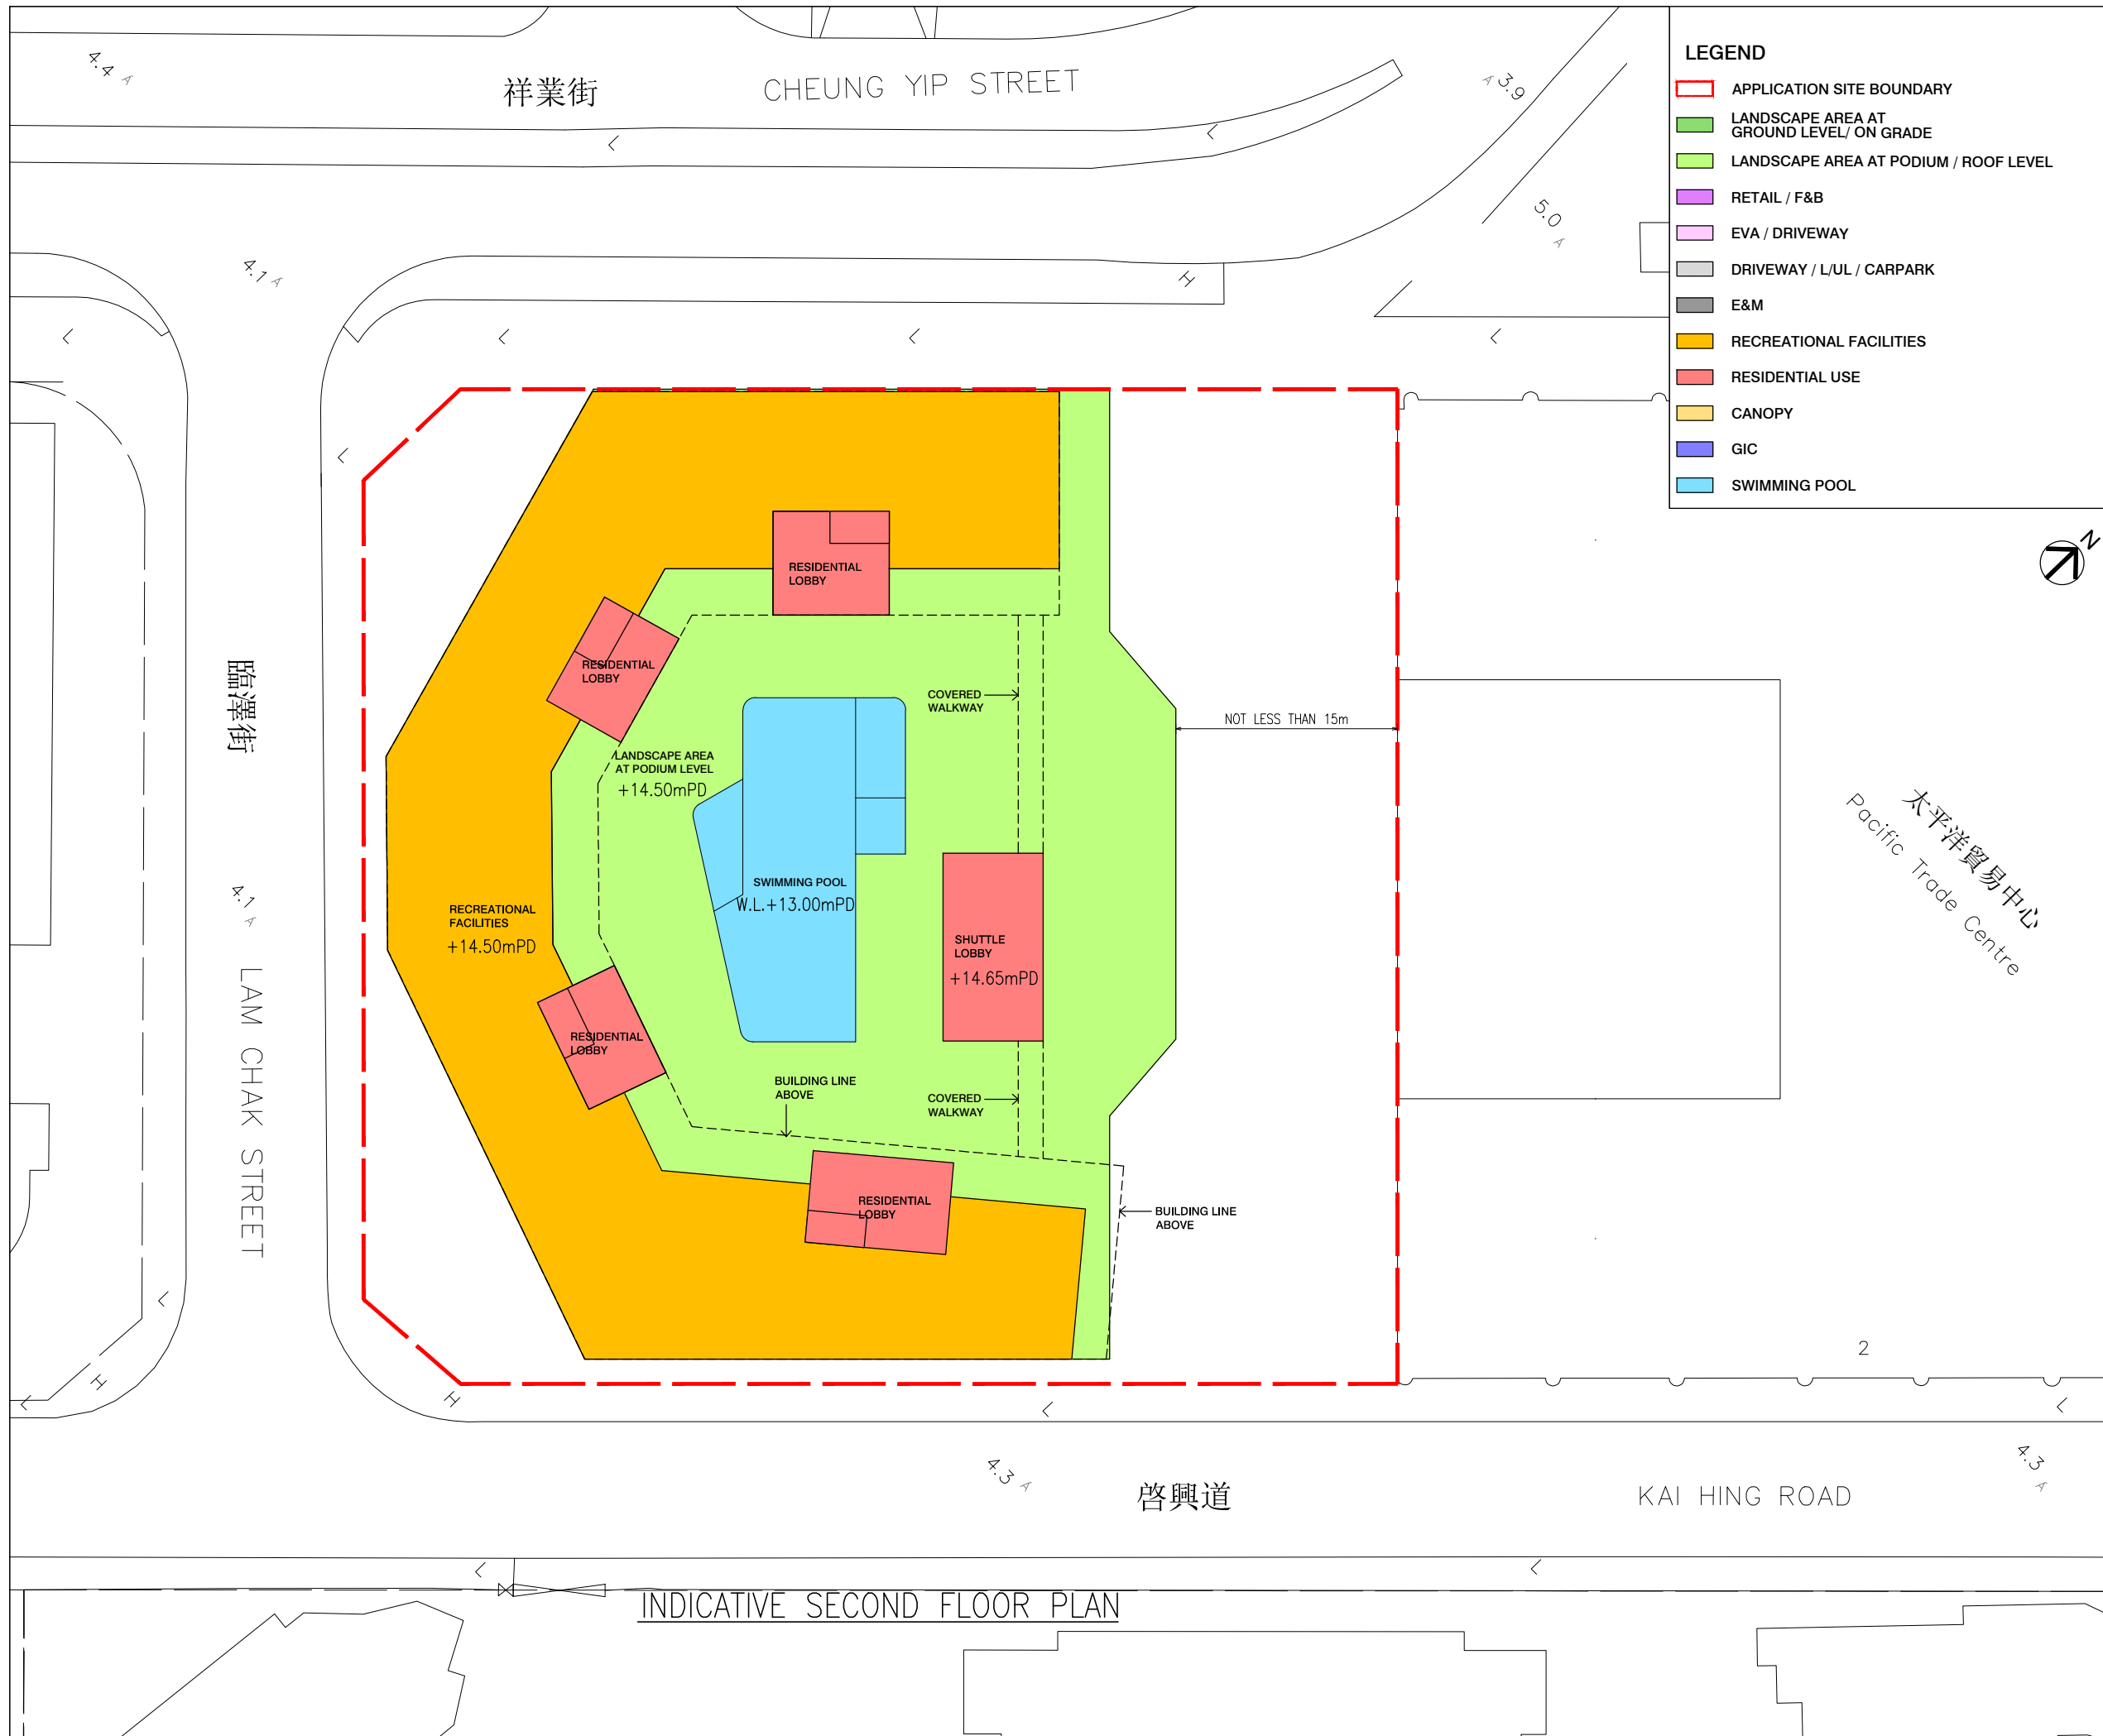 LEGEND
APPLICATION SITE BOUNDARY
LANDSCAPE AREA AT
GROUND LEVEL/ ON GRADE
LANDSCAPE AREA AT PODIUM / ROOF LEVEL
RETAIL / F&B
EVA / DRIVEWAY
DRIVEWAY / L/UL / CARPARK
E&M
RECREATIONAL FACILITIES
RESIDENTIAL USE
CANOPY
GIC
SWIMMING POOL
N
4.4
祥業街
CHEUNG YIP STREET
3.9
5.0
4.1
H
臨澤街
4.1
LAM CHAK STREET
RESIDENTIAL
LOBBY
RESIDENTIAL
LOBBY
COVERED
WALKWAY
NOT LESS THAN 15m
LANDSCAPE AREA
AT PODIUM LEVEL
+14.50mPD
SWIMMING POOL
W.L.+13.00mPD
RECREATIONAL
FACILITIES
+14.50mPD
SHUTTLE
LOBBY
+14.65mPD
太平洋貿易中心
Pacific Trade Centre
RESIDENTIAL
LOBBY
BUILDING LINE
ABOVE
COVERED
WALKWAY
RESIDENTIAL
LOBBY
BUILDING LINE
ABOVE
2
H
H
4.3
啓興道
KAI HING ROAD
4.3
INDICATIVE SECOND FLOOR PLAN